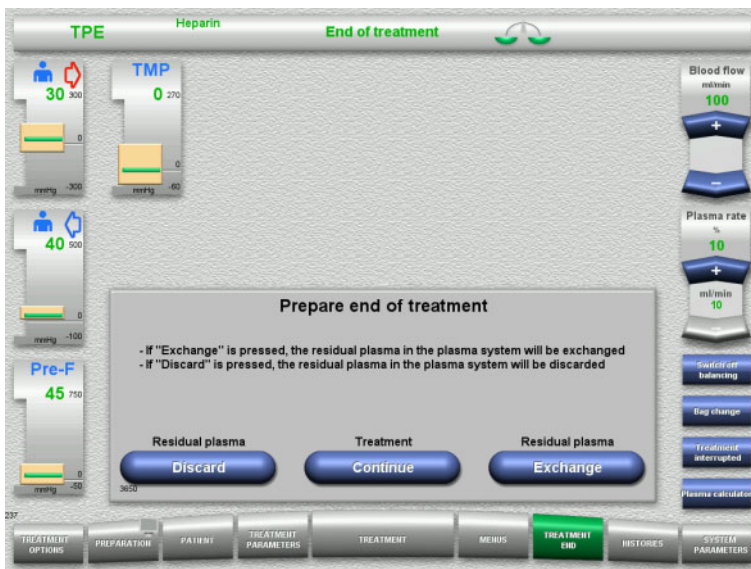 TPE
Heparin
End of treatment
30 300
0
-300
mmHg
TMP
0 270
0
-60
mmHg
40 500
0
-100
mmHg
Pre-F
45 750
0
-50
mmHg
Blood flow
ml/min
100
+
-
Plasma rate
%
10
+
ml/min
10
-
Switch off
balancing
Bag change
Treatment
interrupted
Plasma calculator
Prepare end of treatment
- If "Exchange" is pressed, the residual plasma in the plasma system will be exchanged
- If "Discard" is pressed, the residual plasma in the plasma system will be discarded
Residual plasma
Discard
Treatment
Continue
Residual plasma
Exchange
3650
237
TREATMENT
OPTIONS
PREPARATION
PATIENT
TREATMENT
PARAMETERS
TREATMENT
MENUS
TREATMENT
END
HISTORIES
SYSTEM
PARAMETERS